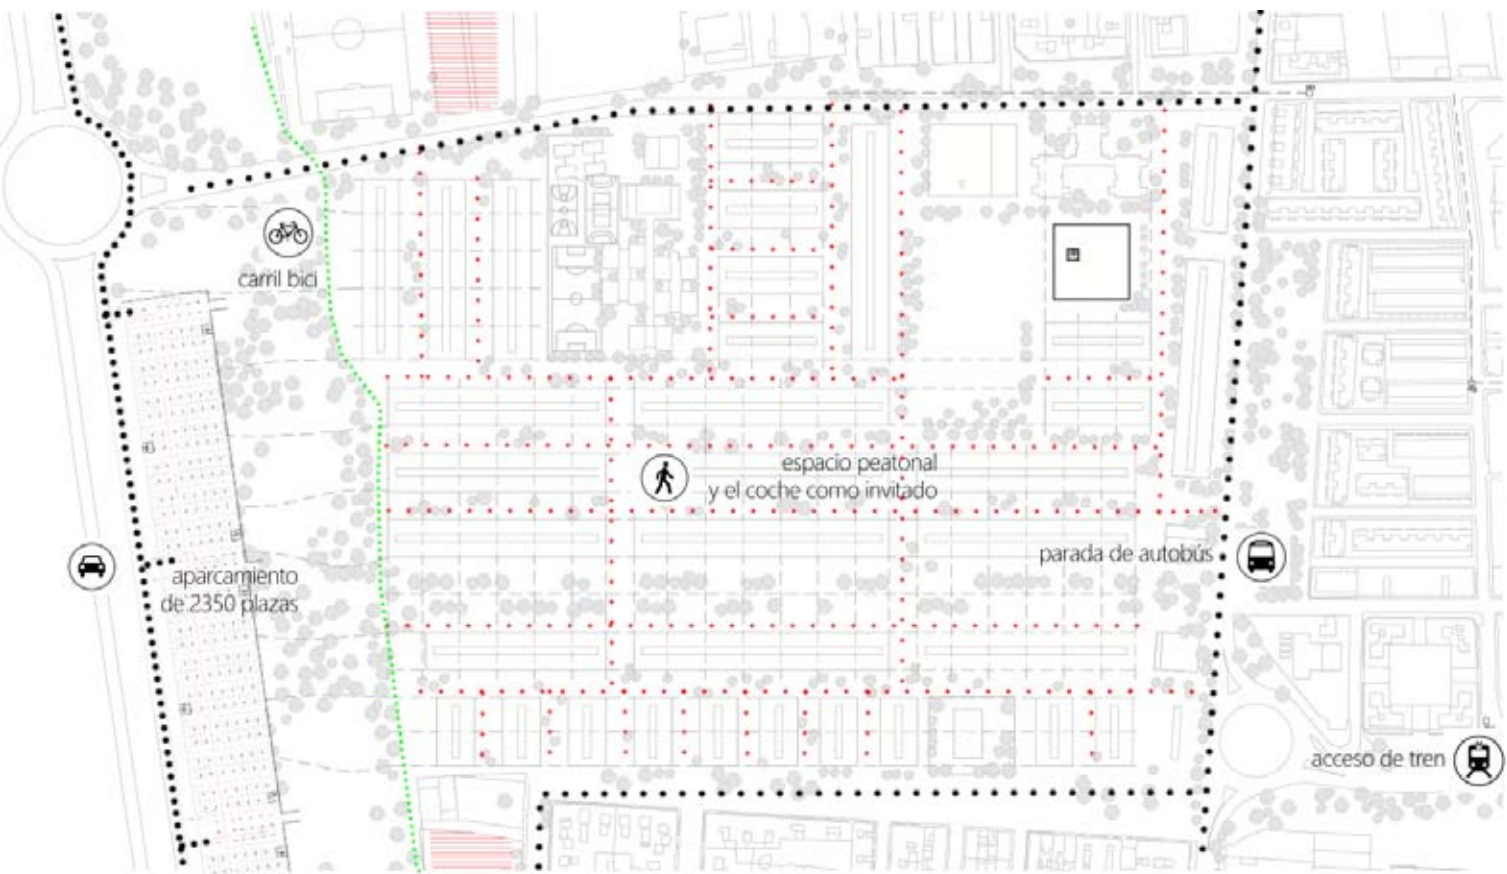 carril bici
espacio peatonal
y el coche como invitado
parada de autobús
aparcamiento
de 2350 plazas
acceso de tren